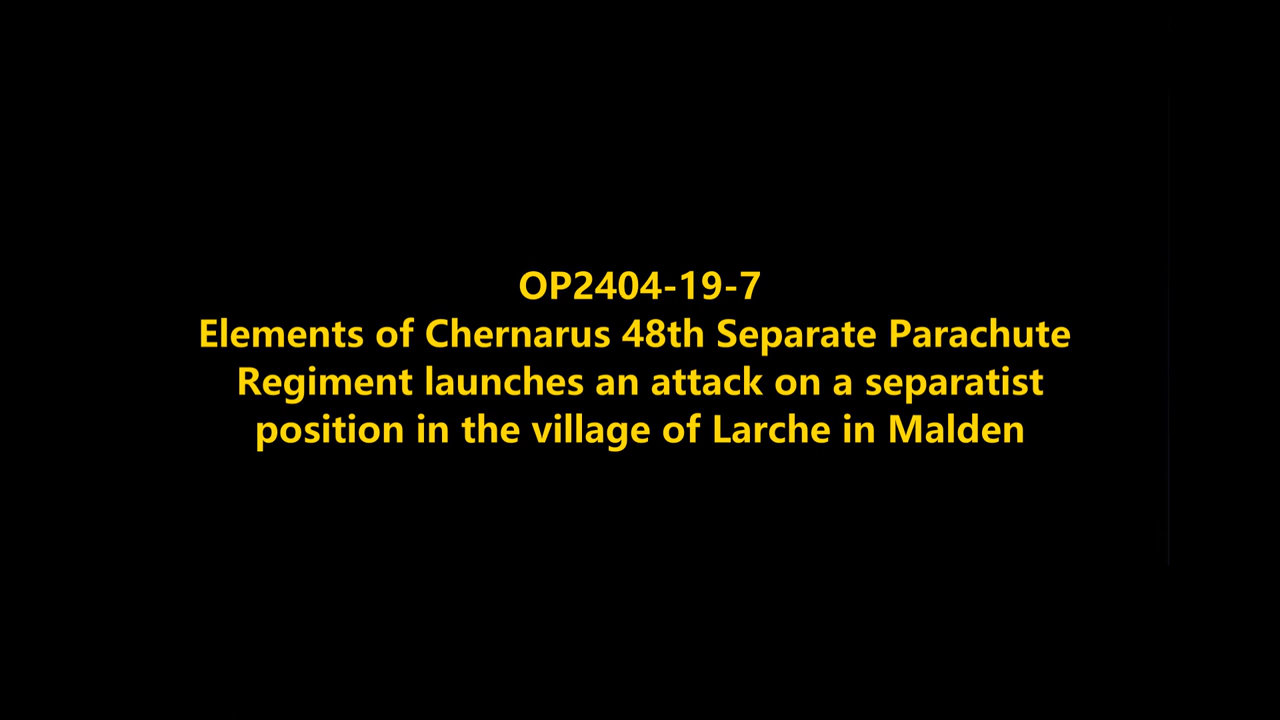 OP2404-19-7
Elements of Chernarus 48th Separate Parachute
Regiment launches an attack on a separatist
position in the village of Larche in Malden